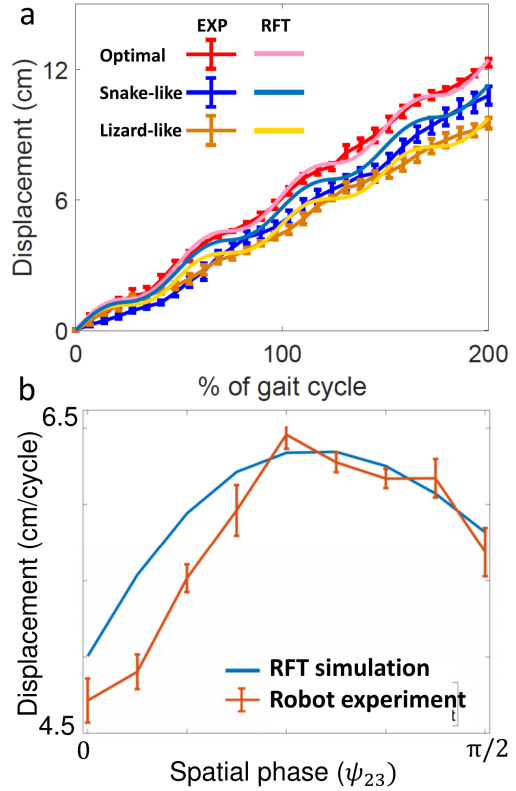 a
EXP RFT
Optimal
Snake-like
Lizard-like
Displacement (cm)
12
6
0
0 100 200
% of gait cycle
b
6.5
Displacement (cm/cycle)
RFT simulation
Robot experiment
t
4.5
0 π/2
Spatial phase (ψ₂₃)